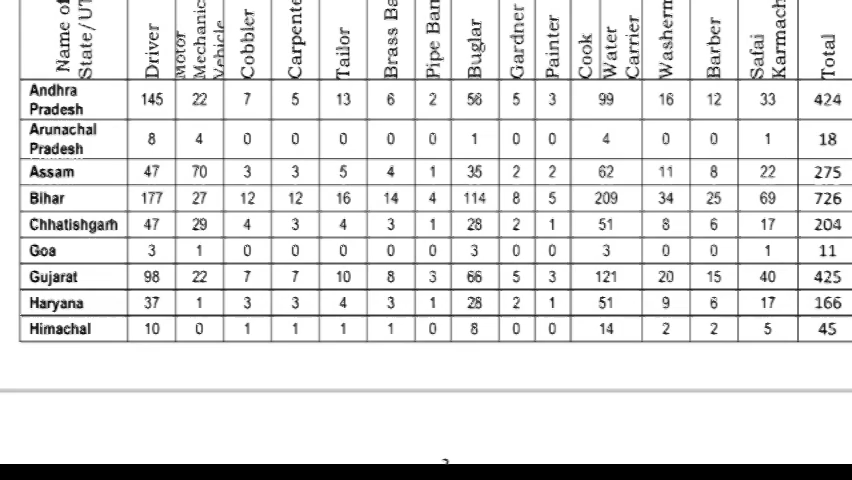 Name of State/UT Driver Motor Mechanic Vehicle Cobbler Carpente Tailor Brass Ba Pipe Ban Buglar Gardner Painter Cook Water Carrier Washerm Barber Safai Karmach Total
Andhra Pradesh 145 22 7 5 13 6 2 56 5 3 99 16 12 33 424
Arunachal Pradesh 8 4 0 0 0 0 0 1 0 0 4 0 0 1 18
Assam 47 70 3 3 5 4 1 35 2 2 62 11 8 22 275
Bihar 177 27 12 12 16 14 4 114 8 5 209 34 25 69 726
Chhatishgarh 47 29 4 3 4 3 1 28 2 1 51 8 6 17 204
Goa 3 1 0 0 0 0 0 3 0 0 3 0 0 1 11
Gujarat 98 22 7 7 10 8 3 66 5 3 121 20 15 40 425
Haryana 37 1 3 3 4 3 1 28 2 1 51 9 6 17 166
Himachal 10 0 1 1 1 1 0 8 0 0 14 2 2 5 45